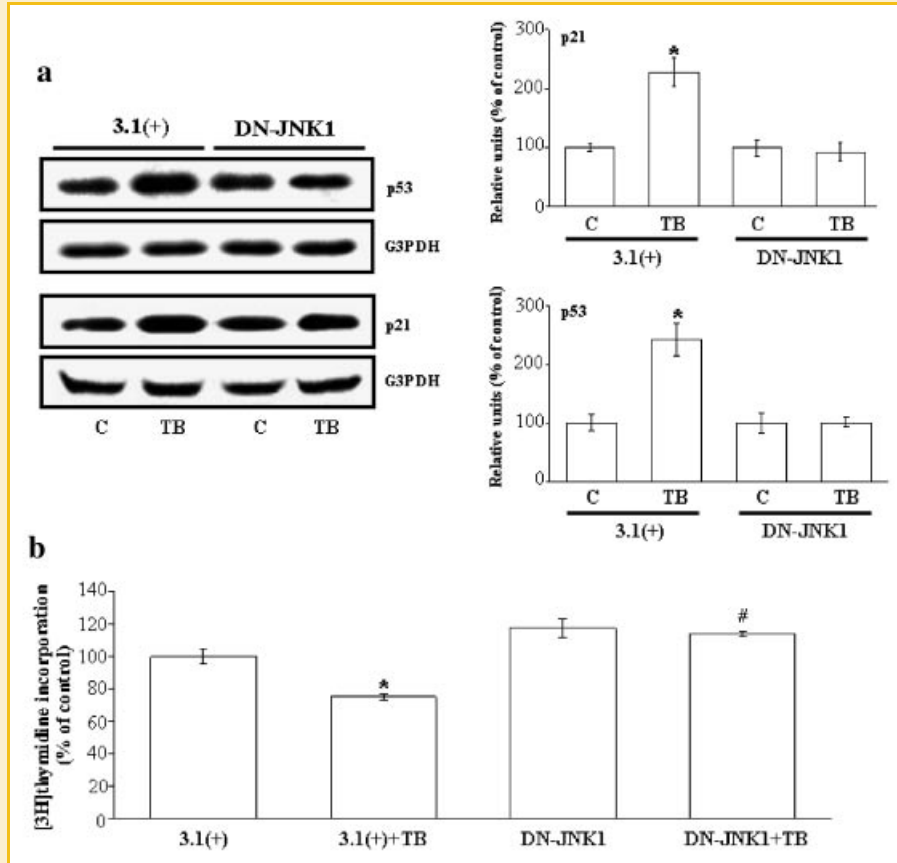 a
3.1(+) DN-JNK1
p53
G3PDH
p21
G3PDH
C TB C TB
p21
Relative units (% of control)
300
200
100
0
*
C TB C TB
3.1(+) DN-JNK1
p53
Relative units (% of control)
300
200
100
0
*
C TB C TB
3.1(+) DN-JNK1
b
[3H]thymidine incorporation
(% of control)
140
120
100
80
60
40
20
0
*
#
3.1(+) 3.1(+)+TB DN-JNK1 DN-JNK1+TB